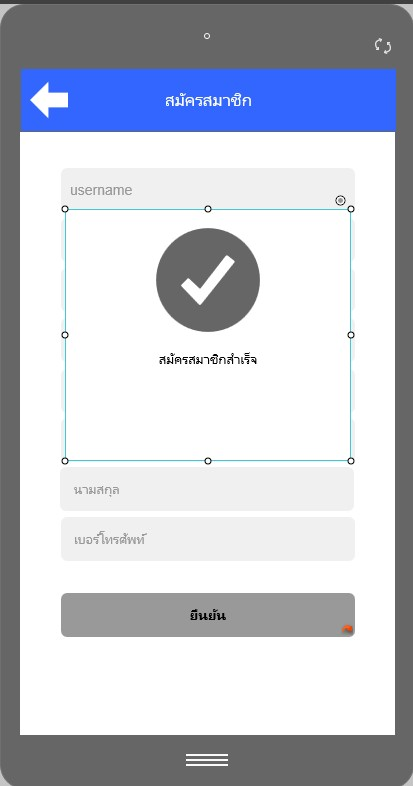 สมัครสมาชิก
username
สมัครสมาชิกสำเร็จ
นามสกุล
เบอร์โทรศัพท์
ยืนยัน